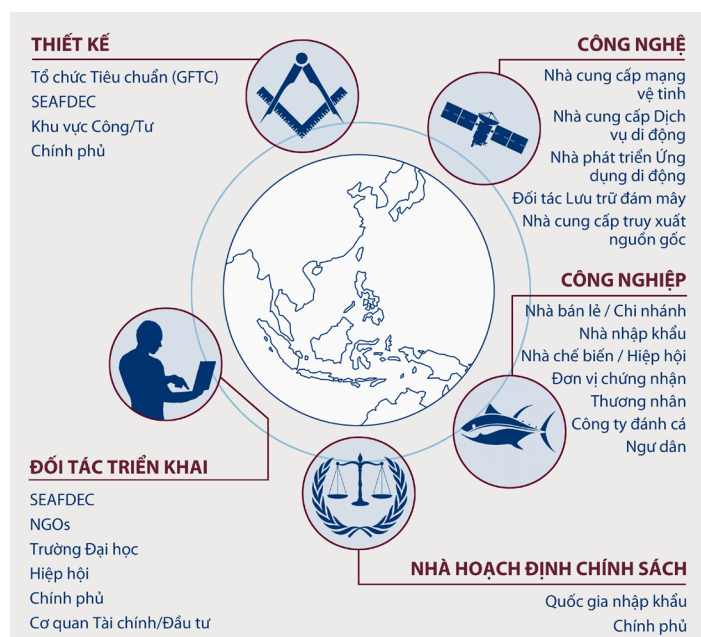 THIẾT KẾ
Tổ chức Tiêu chuẩn (GFTC)
SEAFDEC
Khu vực Công/Tư
Chính phủ
CÔNG NGHỆ
Nhà cung cấp mạng
vệ tinh
Nhà cung cấp Dịch
vụ di động
Nhà phát triển Ứng
dụng di động
Đối tác Lưu trữ đám mây
Nhà cung cấp truy xuất
nguồn gốc
CÔNG NGHIỆP
Nhà bán lẻ / Chi nhánh
Nhà nhập khẩu
Nhà chế biến / Hiệp hội
Đơn vị chứng nhận
Thương nhân
Công ty đánh cá
Ngư dân
ĐỐI TÁC TRIỂN KHAI
SEAFDEC
NGOs
Trường Đại học
Hiệp hội
Chính phủ
Cơ quan Tài chính/Đầu tư
NHÀ HOẠCH ĐỊNH CHÍNH SÁCH
Quốc gia nhập khẩu
Chính phủ